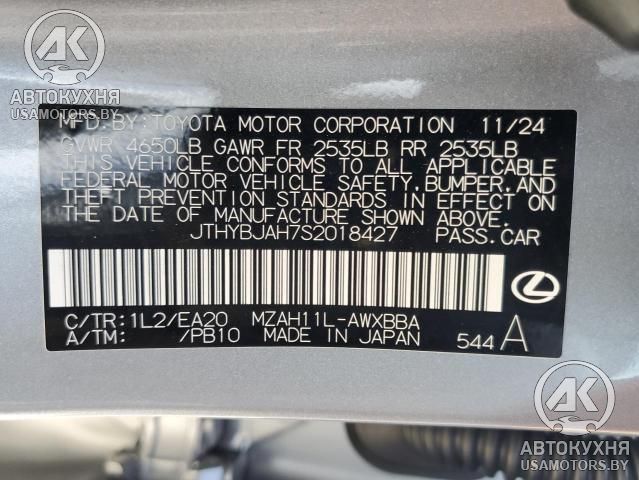 АК
АВТОКУХНЯ
USAMOTORS.BY
MFD. BY: TOYOTA MOTOR CORPORATION 11/24
GVWR 4650LB GAWR FR 2535LB RR 2535LB
THIS VEHICLE CONFORMS TO ALL APPLICABLE
FEDERAL MOTOR VEHICLE SAFETY, BUMPER, AND
THEFT PREVENTION STANDARDS IN EFFECT ON
THE DATE OF MANUFACTURE SHOWN ABOVE.
JTHYBJAH7S2018427 PASS.CAR
C/TR: 1L2/EA20 MZAH11L-AWXBBA
A/TM: /PB10 MADE IN JAPAN 544 A
АК
АВТОКУХНЯ
USAMOTORS.BY